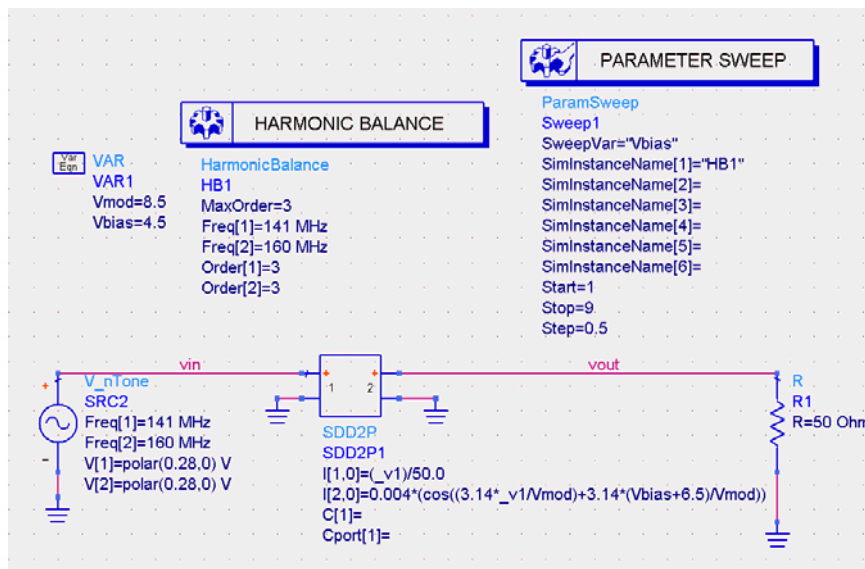 PARAMETER SWEEP
ParamSweep
Sweep1
SweepVar="Vbias"
SimInstanceName[1]="HB1"
SimInstanceName[2]=
SimInstanceName[3]=
SimInstanceName[4]=
SimInstanceName[5]=
SimInstanceName[6]=
Start=1
Stop=9
Step=0.5
HARMONIC BALANCE
HarmonicBalance
HB1
MaxOrder=3
Freq[1]=141 MHz
Freq[2]=160 MHz
Order[1]=3
Order[2]=3
Var
Eqn
VAR
VAR1
Vmod=8.5
Vbias=4.5
vin
vout
+
V_nTone
SRC2
Freq[1]=141 MHz
Freq[2]=160 MHz
V[1]=polar(0.28,0) V
V[2]=polar(0.28,0) V
-
+ +
1 2
SDD2P
SDD2P1
I[1,0]=(_v1)/50.0
I[2,0]=0.004*(cos((3.14*_v1/Vmod)+3.14*(Vbias+6.5)/Vmod))
C[1]=
Cport[1]=
R
R1
R=50 Ohm